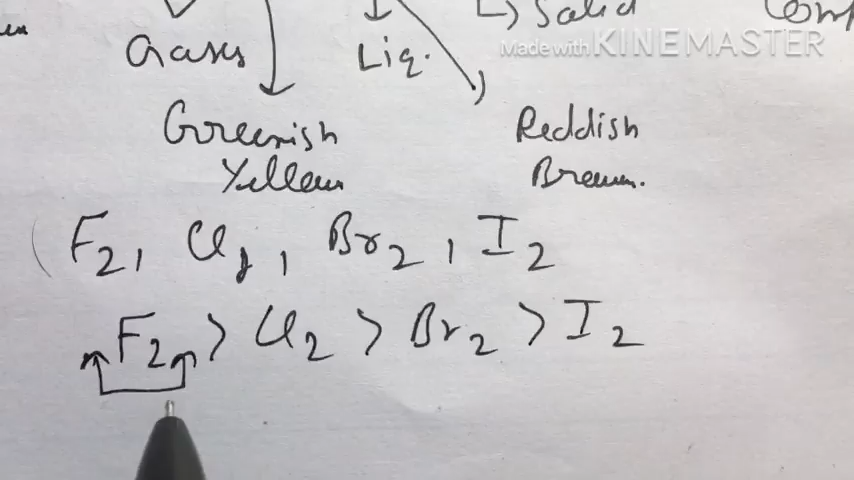 Solid
Made with KINEMASTER
Gases Liq.
Greenish Reddish
Yellow Brown.
(F2, Cl2, Br2, I2
F2 > Cl2 > Br2 > I2